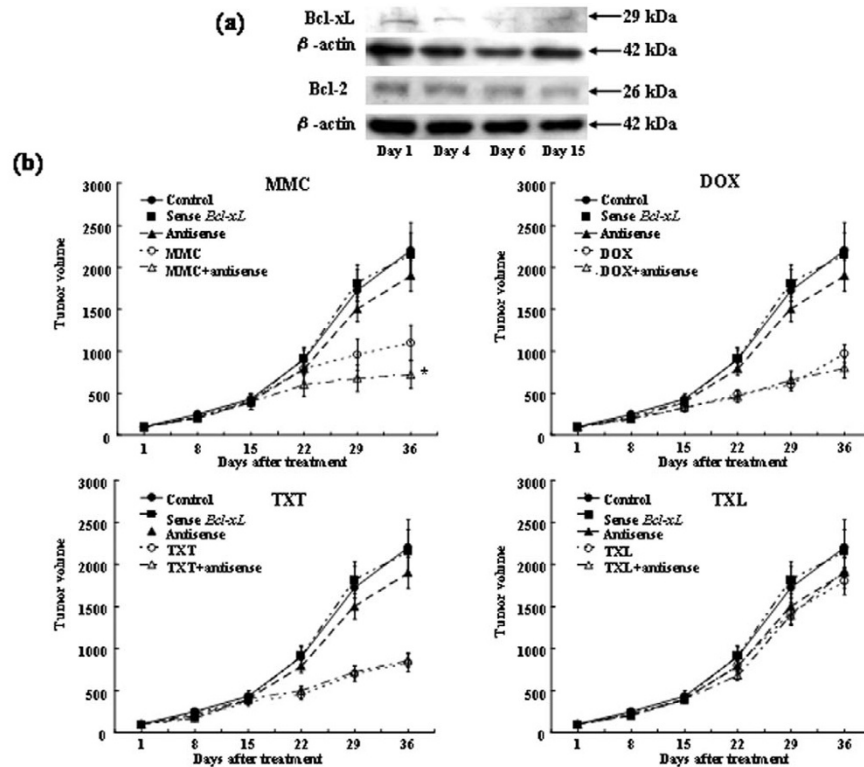 (a)
Bcl-xL
29 kDa
β-actin
42 kDa
Bcl-2
26 kDa
β-actin
42 kDa
Day 1 Day 4 Day 6 Day 15
(b)
MMC
Tumor volume
3000
2500
2000
1500
1000
500
0
Control
Sense Bcl-xL
Antisense
MMC
MMC+antisense
*
1 8 15 22 29 36
Days after treatment
DOX
Tumor volume
3000
2500
2000
1500
1000
500
0
Control
Sense Bcl-xL
Antisense
DOX
DOX+antisense
1 8 15 22 29 36
Days after treatment
TXT
Tumor volume
3000
2500
2000
1500
1000
500
0
Control
Sense Bcl-xL
Antisense
TXT
TXT+antisense
1 8 15 22 29 36
Days after treatment
TXL
Tumor volume
3000
2500
2000
1500
1000
500
0
Control
Sense Bcl-xL
Antisense
TXL
TXL+antisense
1 8 15 22 29 36
Days after treatment